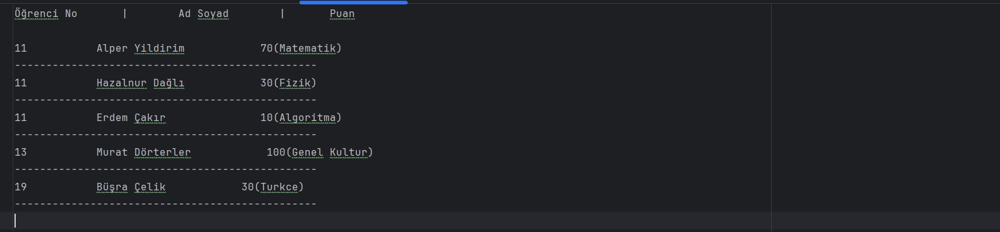 Öğrenci No | Ad Soyad | Puan
11 Alper Yildirim 70(Matematik)
------------------------------------------------
11 Hazalnur Dağlı 30(Fizik)
------------------------------------------------
11 Erdem Çakır 10(Algoritma)
------------------------------------------------
13 Murat Dörterler 100(Genel Kultur)
------------------------------------------------
19 Büşra Çelik 30(Turkce)
------------------------------------------------